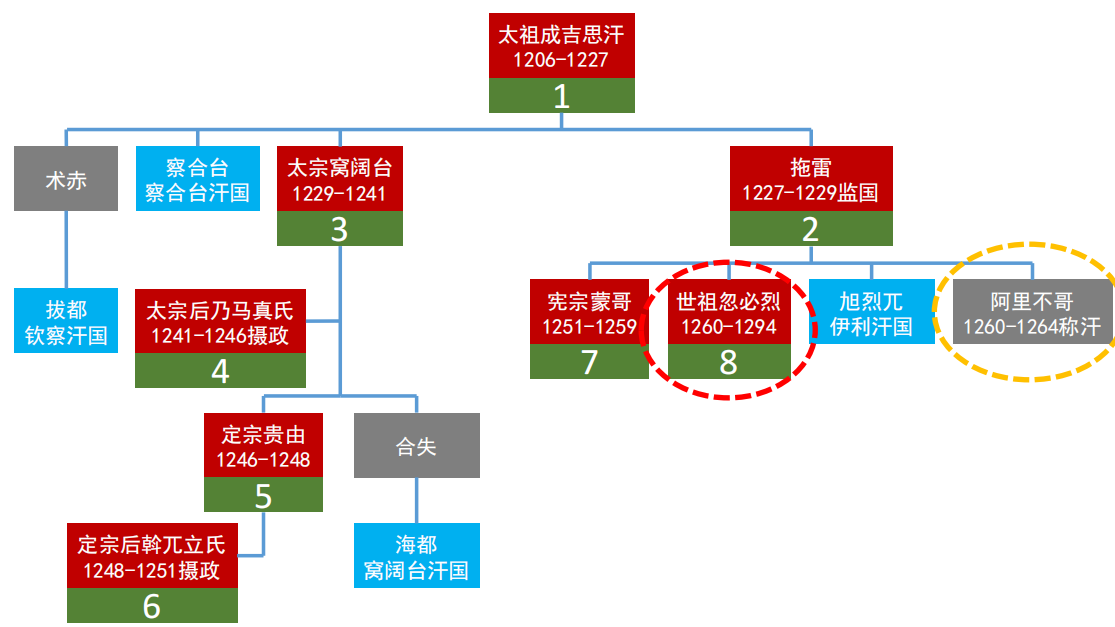 太祖成吉思汗
1206-1227
1
术赤
察合台
察合台汗国
太宗窝阔台
1229-1241
3
拖雷
1227-1229监国
2
拔都
钦察汗国
太宗后乃马真氏
1241-1246摄政
4
宪宗蒙哥
1251-1259
7
世祖忽必烈
1260-1294
8
旭烈兀
伊利汗国
阿里不哥
1260-1264称汗
定宗贵由
1246-1248
5
合失
定宗后斡兀立氏
1248-1251摄政
6
海都
窝阔台汗国